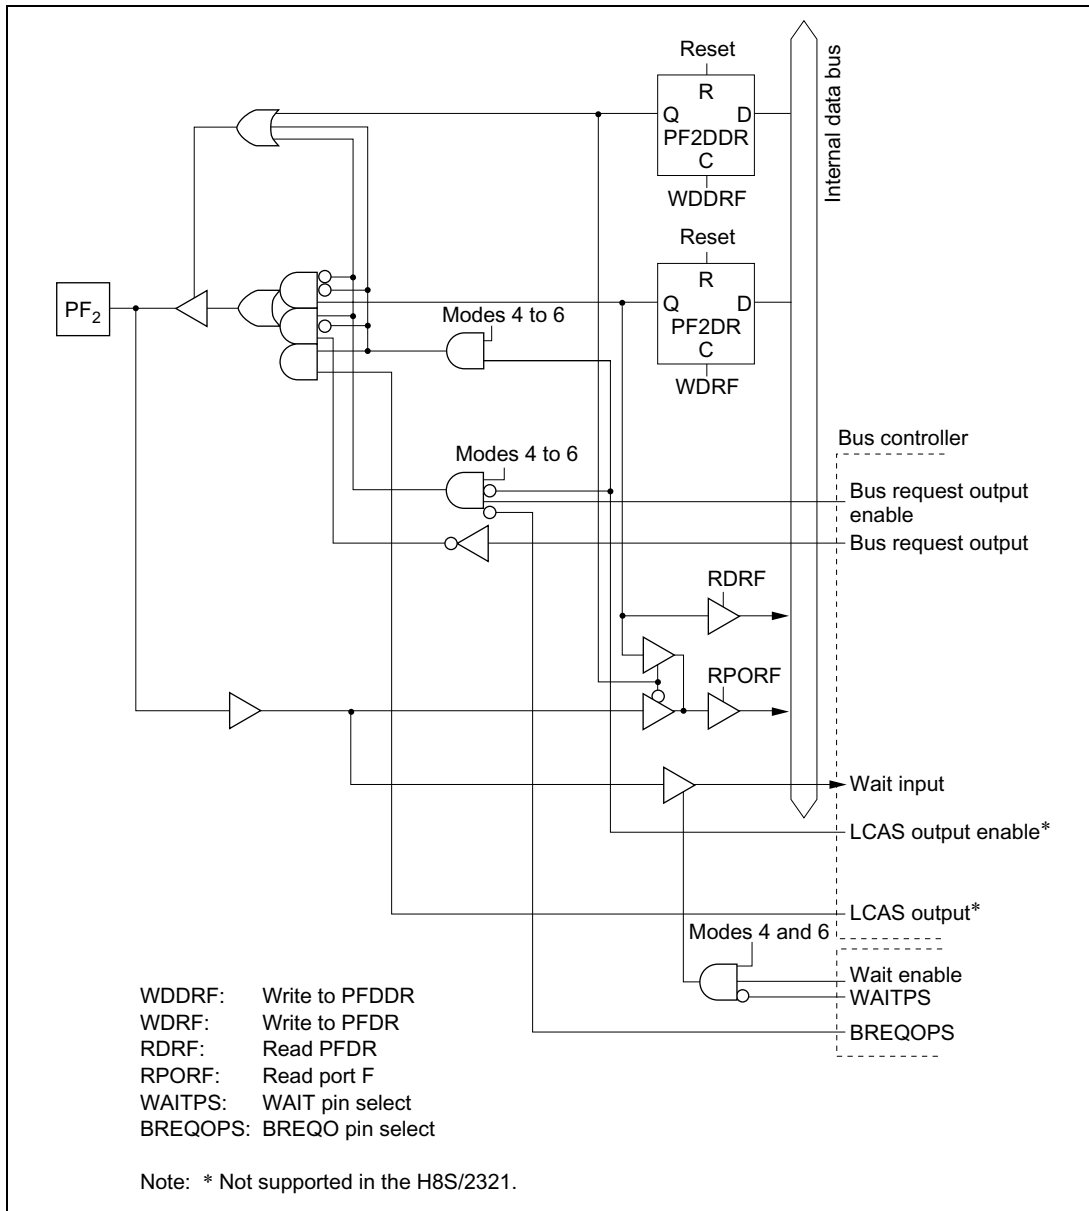 Reset
R
Q D
PF2DDR
C
WDDRF
Internal data bus
Reset
R
Q D
PF2DR
C
WDRF
PF2
Modes 4 to 6
Bus controller
Modes 4 to 6
Bus request output
enable
Bus request output
RDRF
RPORF
Wait input
LCAS output enable*
LCAS output*
Modes 4 and 6
Wait enable
WAITPS
BREQOPS
WDDRF: Write to PFDDR
WDRF: Write to PFDR
RDRF: Read PFDR
RPORF: Read port F
WAITPS: WAIT pin select
BREQOPS: BREQO pin select
Note: * Not supported in the H8S/2321.